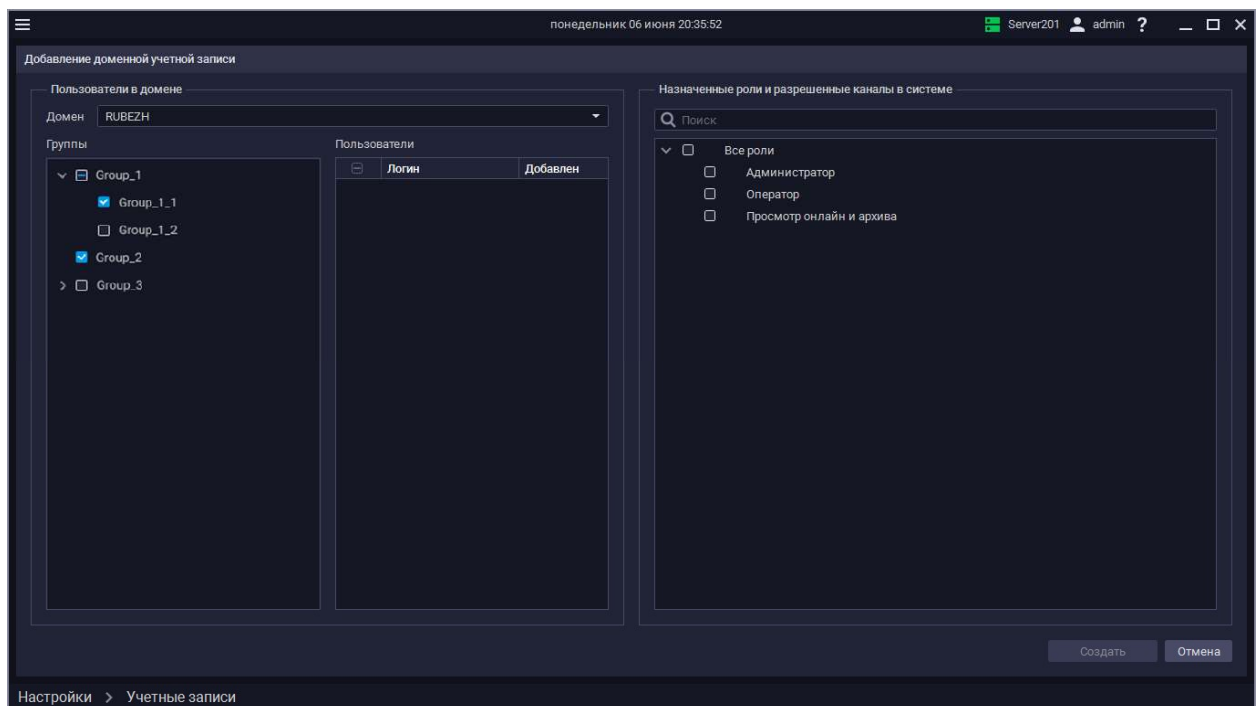 понедельник 06 июня 20:35:52 Server201 admin ?
Добавление доменной учетной записи
Пользователи в домене
Домен RUBEZH
Группы
Group_1
Group_1_1
Group_1_2
Group_2
Group_3
Пользователи
Логин Добавлен
Назначенные роли и разрешенные каналы в системе
Поиск
Все роли
Администратор
Оператор
Просмотр онлайн и архива
Создать Отмена
Настройки > Учетные записи